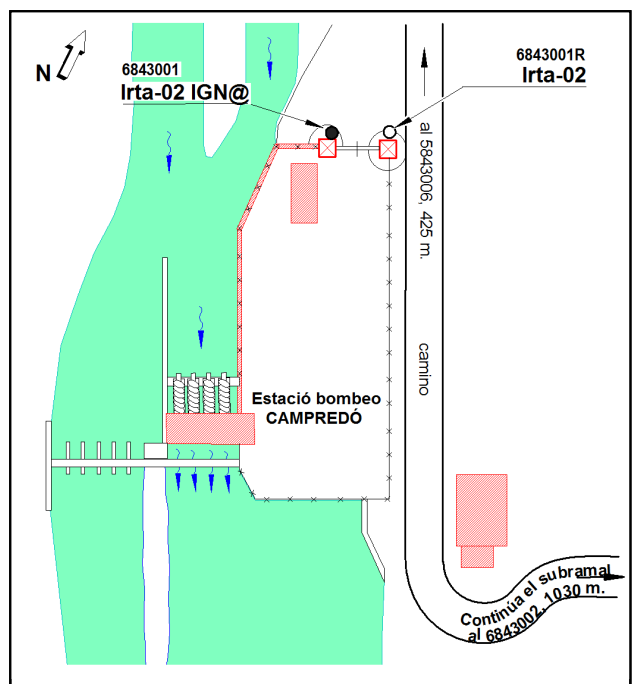 N
6843001
Irta-02 IGN@
6843001R
Irta-02
al 5843006, 425 m.
camino
Estació bombeo
CAMPREDÓ
Continúa el subramal
al 6843002, 1030 m.